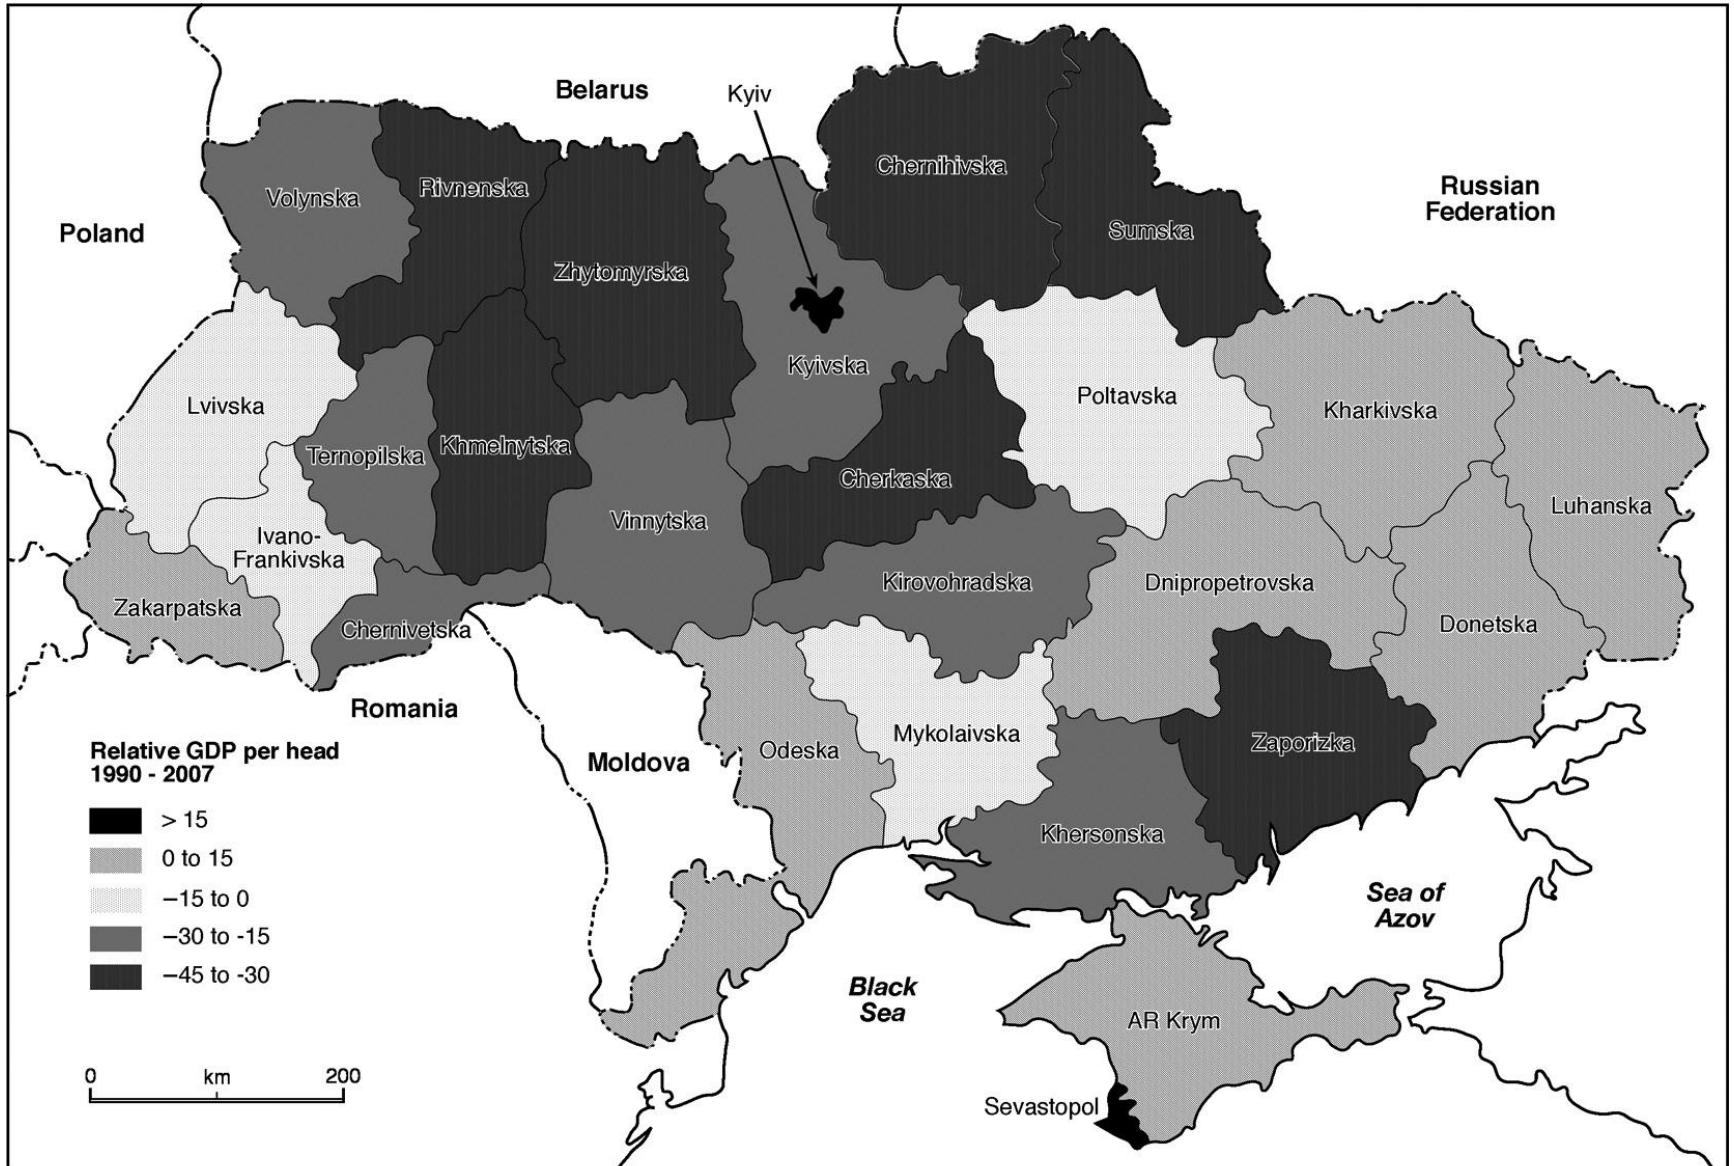 Belarus
Kyiv
Chernihivska
Russian
Federation
Volynska
Rivnenska
Poland
Sumska
Zhytomyrska
Kyivska
Lvivska
Poltavska
Kharkivska
Ternopilska
Khmelnytska
Cherkaska
Luhanska
Vinnytska
Ivano-
Frankivska
Kirovohradska
Dnipropetrovska
Zakarpatska
Chernivetska
Donetska
Romania
Mykolaivska
Zaporizka
Odeska
Moldova
Relative GDP per head
1990 - 2007
> 15
0 to 15
−15 to 0
−30 to -15
−45 to -30
Khersonska
Sea of
Azov
Black
Sea
AR Krym
0 km 200
Sevastopol